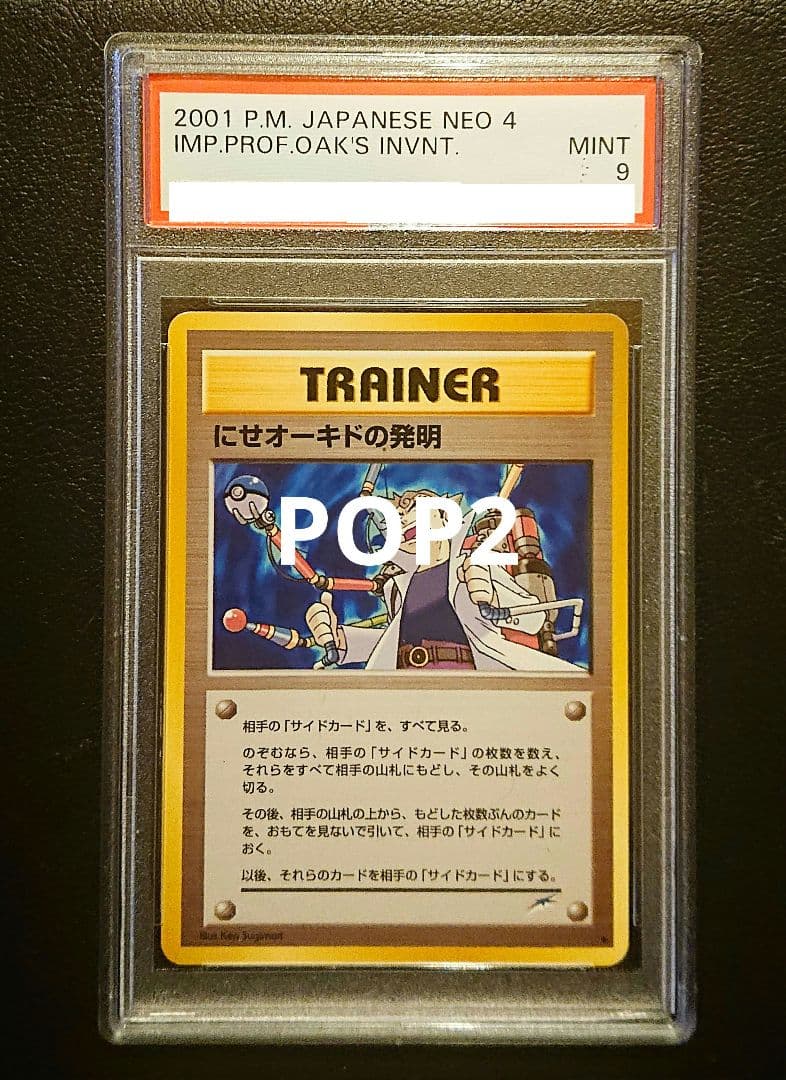 2001 P.M. JAPANESE NEO 4
IMP.PROF.OAK'S INVNT.
MINT
9
TRAINER
にせオーキドの発明
POP2
相手の「サイドカード」を、すべて見る。
のぞむなら、相手の「サイドカード」の枚数を数え、
それらをすべて相手の山札にもどし、その山札をよく
切る。
その後、相手の山札の上から、もどした枚数ぶんのカード
を、おもてを見ないで引いて、相手の「サイドカード」に
おく。
以後、それらのカードを相手の「サイドカード」にする。
Illus. Ken Sugimori